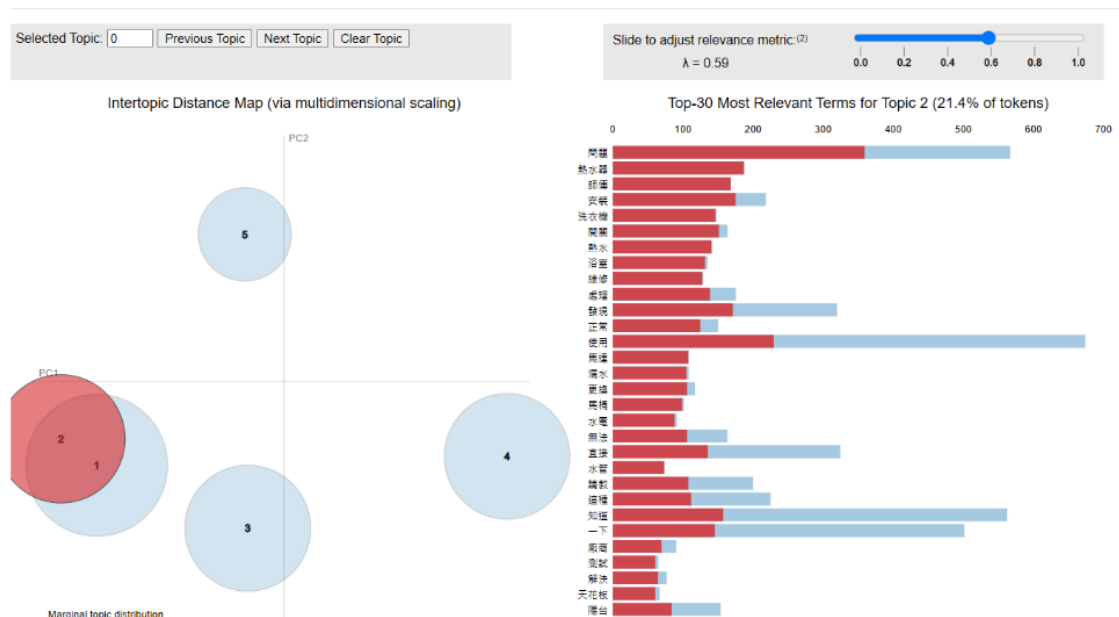 Selected Topic: 0 Previous Topic Next Topic Clear Topic
Slide to adjust relevance metric:(2)
λ = 0.59
0.0 0.2 0.4 0.6 0.8 1.0
Intertopic Distance Map (via multidimensional scaling)
PC2
PC1
5
2
1
4
3
Marginal topic distribution
Top-30 Most Relevant Terms for Topic 2 (21.4% of tokens)
0 100 200 300 400 500 600 700
問題
熱水器
師傅
安裝
洗衣機
開關
熱水
浴室
維修
處理
發現
正常
使用
馬達
漏水
更換
馬桶
水電
無法
直接
水管
請教
這種
知道
一下
廠商
測試
解決
天花板
陽台